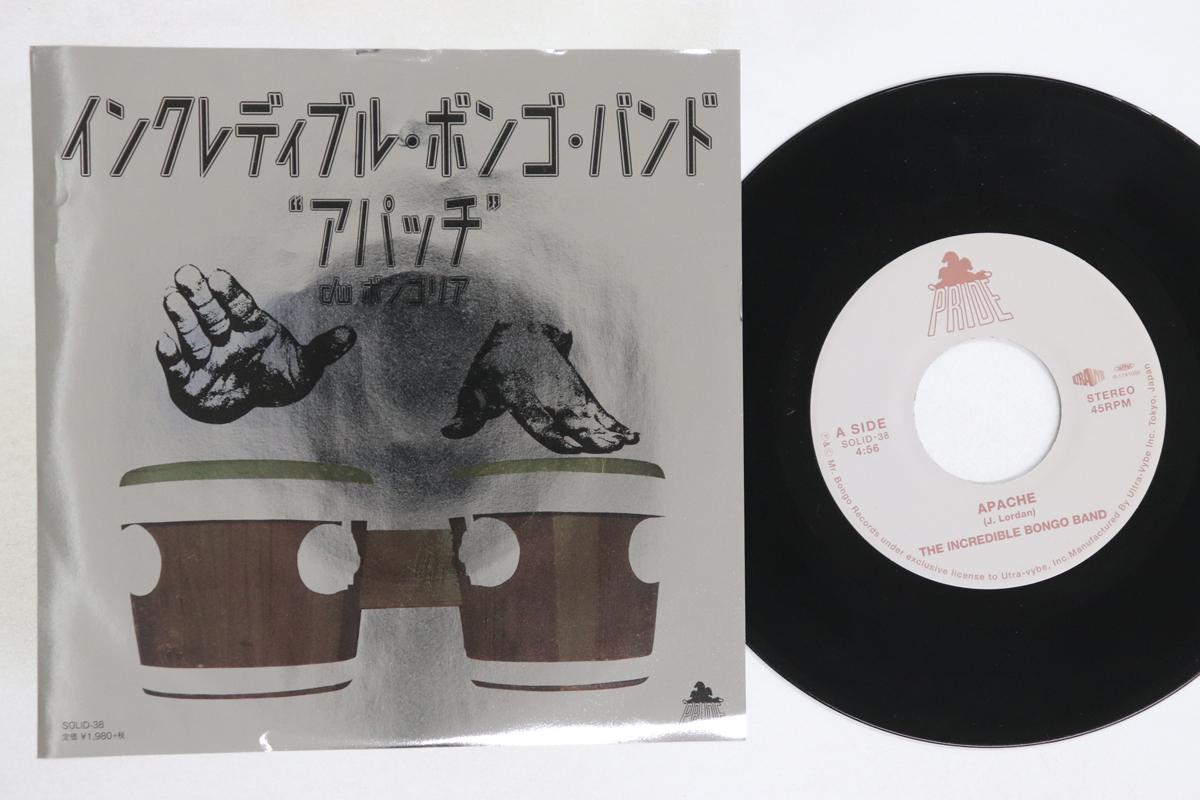 インクレディブル・ボンゴ・バンド
“アパッチ”
c/w ボンゴリア
SOLID-38
定価 ¥1,980+税
PRIDE
PRIDE
A SIDE
SOLID-38
4:56
STEREO
45RPM
APACHE
(J. Lordan)
THE INCREDIBLE BONGO BAND
℗ & © Mr. Bongo Records under exclusive license to Utra-vybe, Inc. Manufactured By Ultra-Vybe Inc. Tokyo, Japan